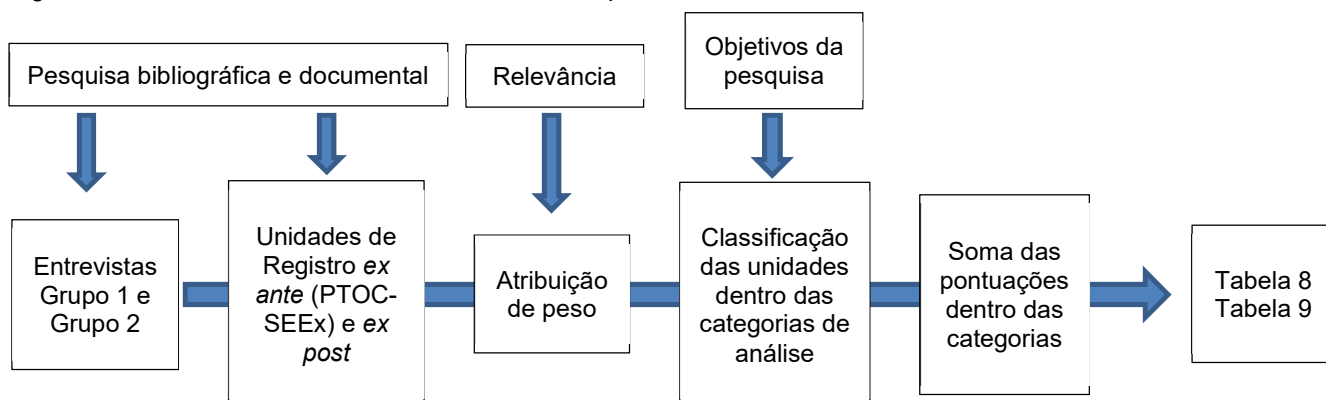 Pesquisa bibliográfica e documental
Relevância
Objetivos da
pesquisa
Entrevistas
Grupo 1 e
Grupo 2
Unidades de
Registro ex
ante (PTOC-
SEEx) e ex
post
Atribuição
de peso
Classificação
das unidades
dentro das
categorias de
análise
Soma das
pontuações
dentro das
categorias
Tabela 8
Tabela 9